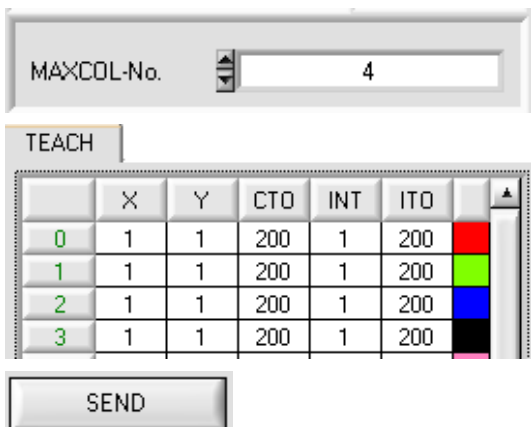 MAXCOL-No. 4
TEACH
X Y CTO INT ITO
0 1 1 200 1 200
1 1 1 200 1 200
2 1 1 200 1 200
3 1 1 200 1 200
SEND